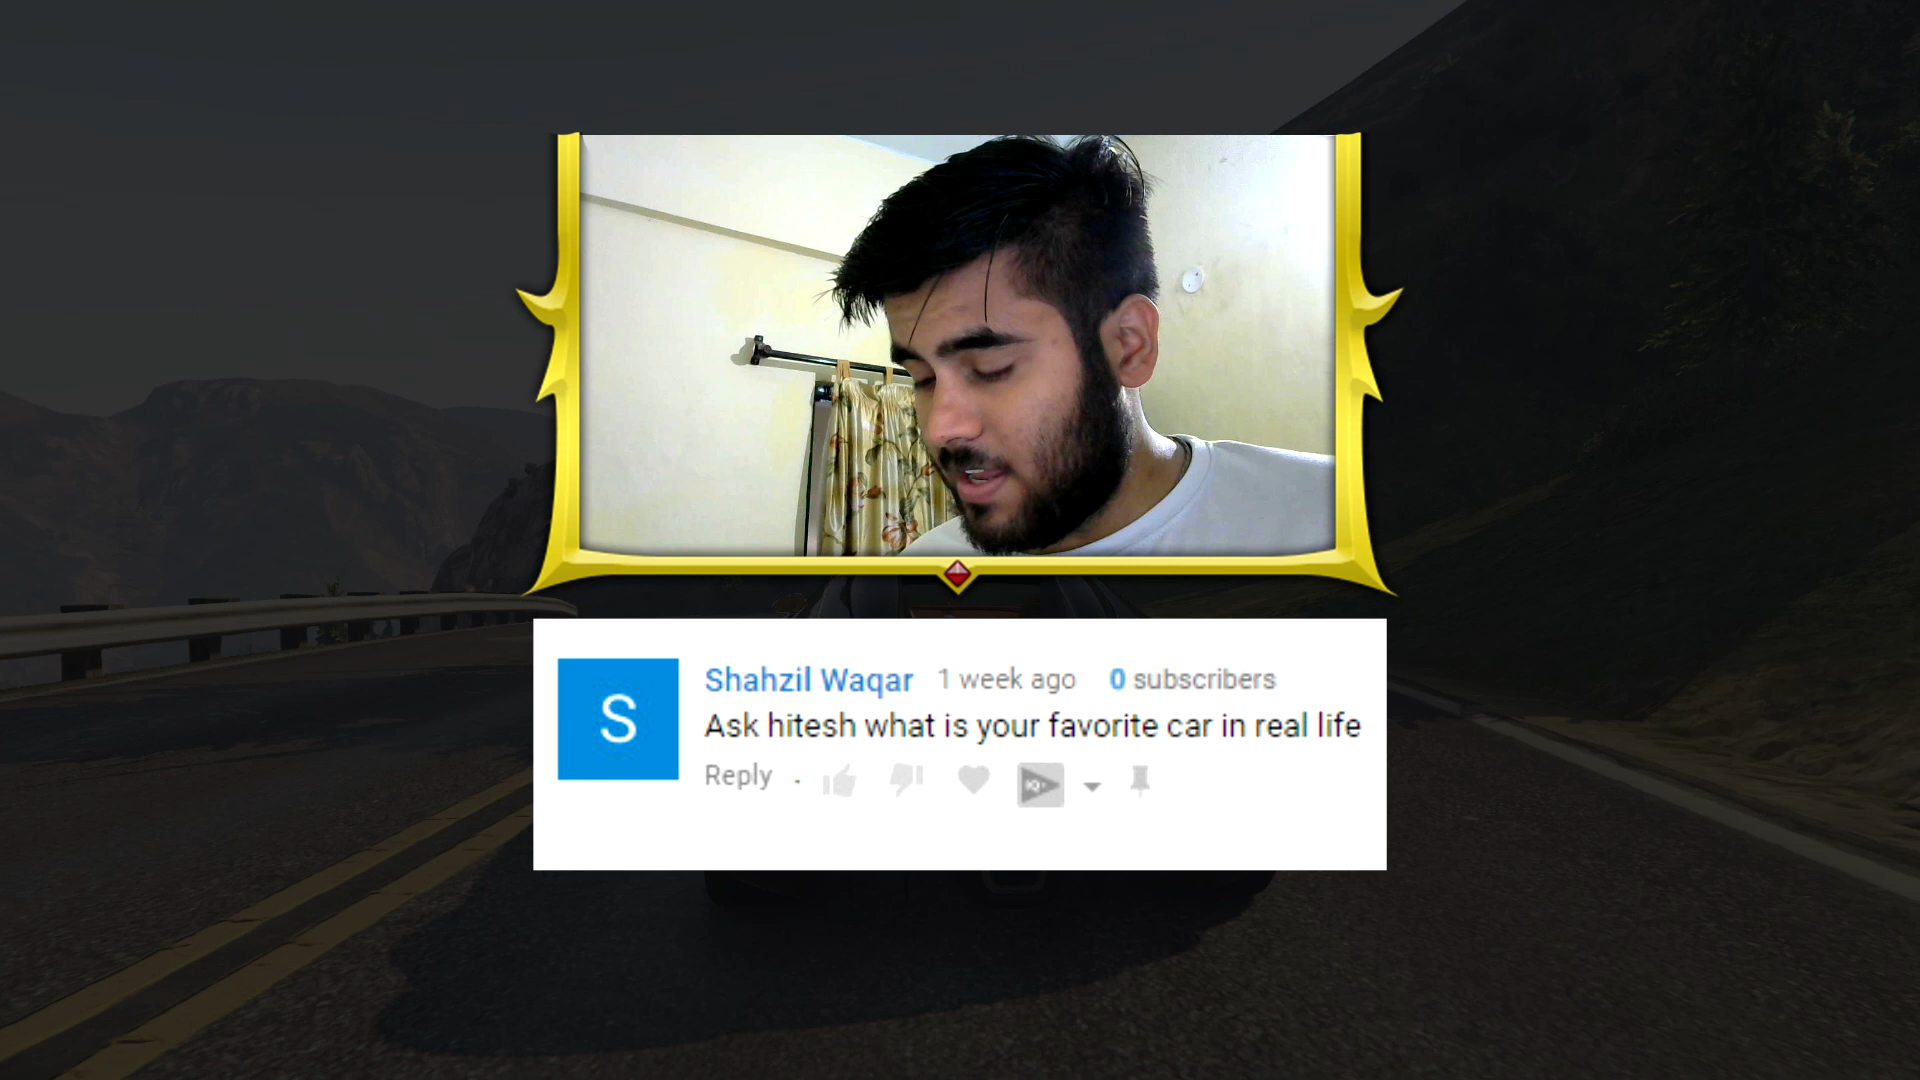 S
Shahzil Waqar 1 week ago 0 subscribers
Ask hitesh what is your favorite car in real life
Reply